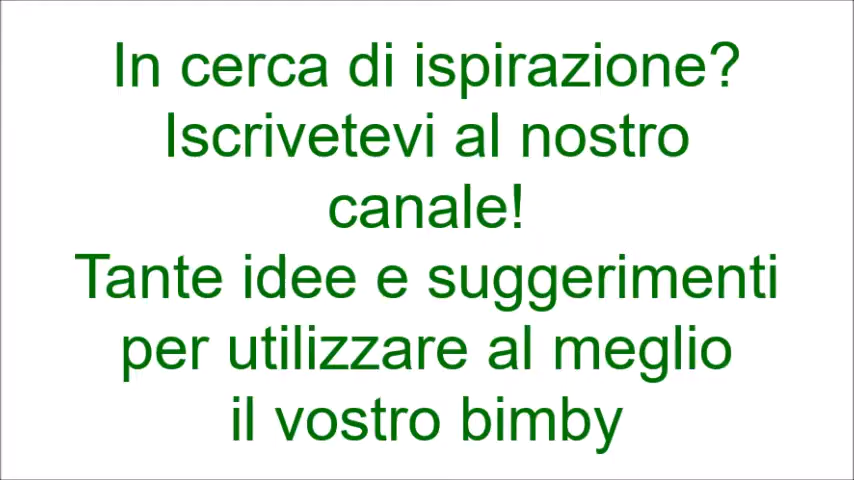 In cerca di ispirazione?
Iscrivetevi al nostro
canale!
Tante idee e suggerimenti
per utilizzare al meglio
il vostro bimby